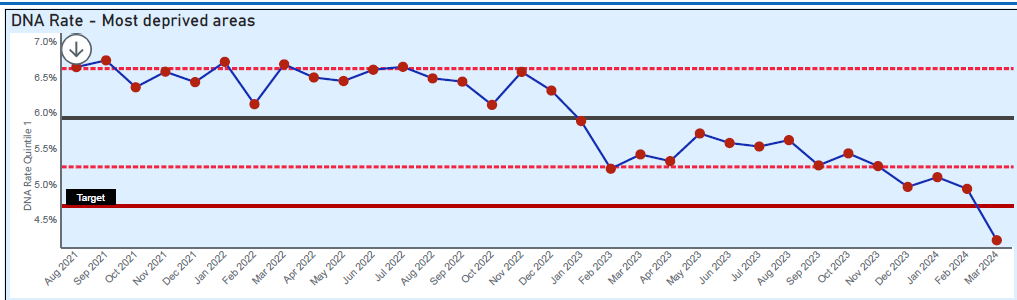 DNA Rate - Most deprived areas
7.0%
6.5%
6.0%
5.5%
5.0%
4.5%
DNA Rate Quintile 1
Target
Aug 2021
Sep 2021
Oct 2021
Nov 2021
Dec 2021
Jan 2022
Feb 2022
Mar 2022
Apr 2022
May 2022
Jun 2022
Jul 2022
Aug 2022
Sep 2022
Oct 2022
Nov 2022
Dec 2022
Jan 2023
Feb 2023
Mar 2023
Apr 2023
May 2023
Jun 2023
Jul 2023
Aug 2023
Sep 2023
Oct 2023
Nov 2023
Dec 2023
Jan 2024
Feb 2024
Mar 2024